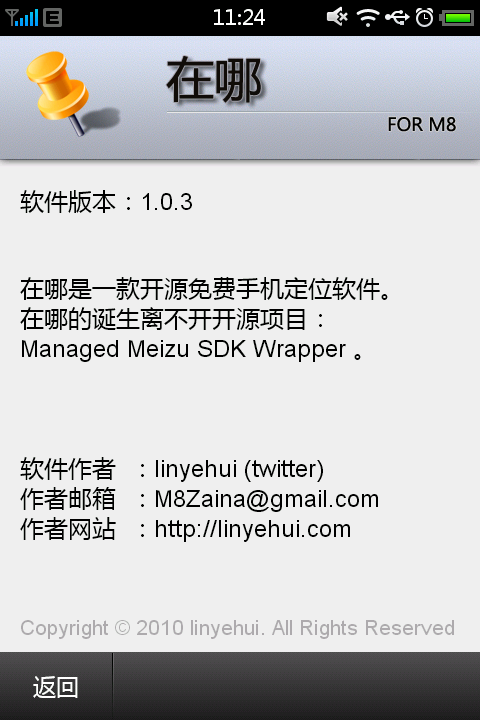 11:24
在哪
FOR M8
软件版本：1.0.3
在哪是一款开源免费手机定位软件。
在哪的诞生离不开开源项目：
Managed Meizu SDK Wrapper 。
软件作者 ：linyehui (twitter)
作者邮箱 ：M8Zaina@gmail.com
作者网站 ：http://linyehui.com
Copyright © 2010 linyehui. All Rights Reserved
返回